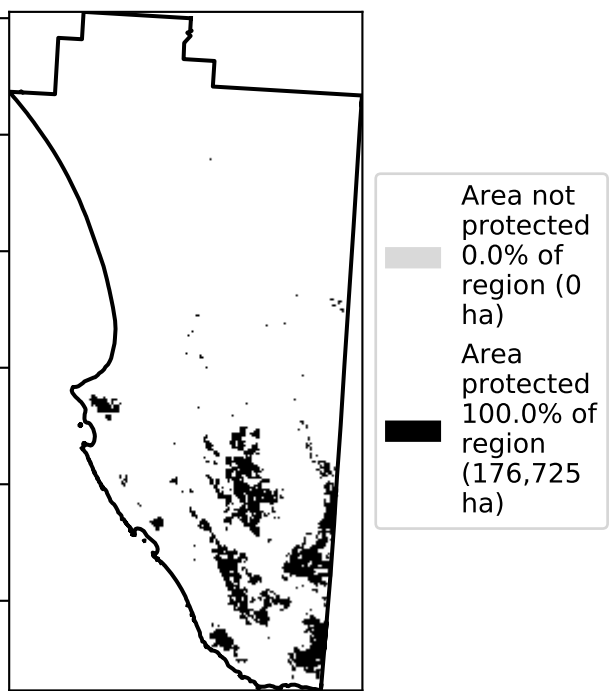 Area not
protected
0.0% of
region (0
ha)
Area
protected
100.0% of
region
(176,725
ha)